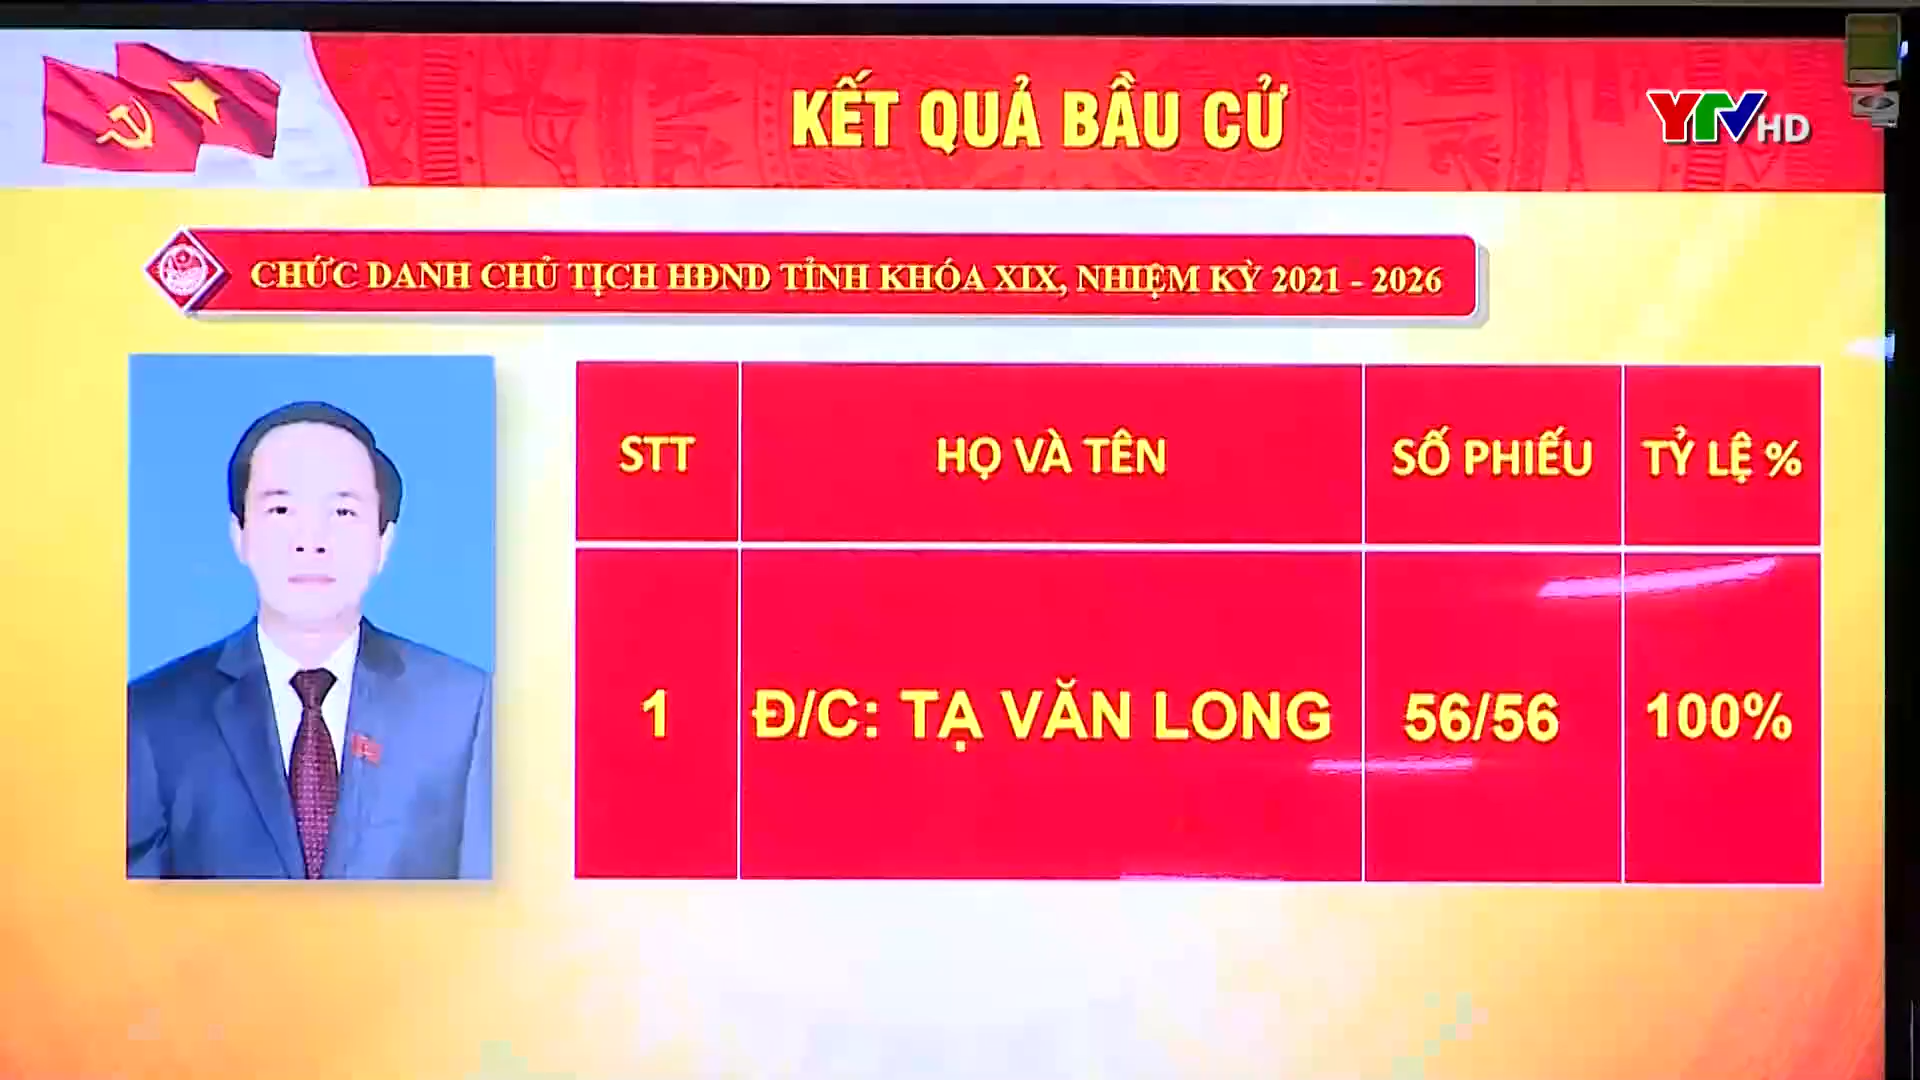 KẾT QUẢ BẦU CỬ
YTV HD
CHỨC DANH CHỦ TỊCH HĐND TỈNH KHÓA XIX, NHIỆM KỲ 2021 - 2026
STT HỌ VÀ TÊN SỐ PHIẾU TỶ LỆ %
1 Đ/C: TẠ VĂN LONG 56/56 100%